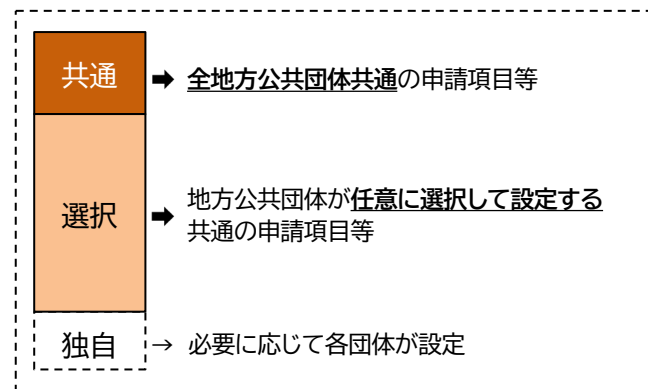 共通 ➡ 全地方公共団体共通の申請項目等
選択 ➡ 地方公共団体が任意に選択して設定する
共通の申請項目等
独自 → 必要に応じて各団体が設定